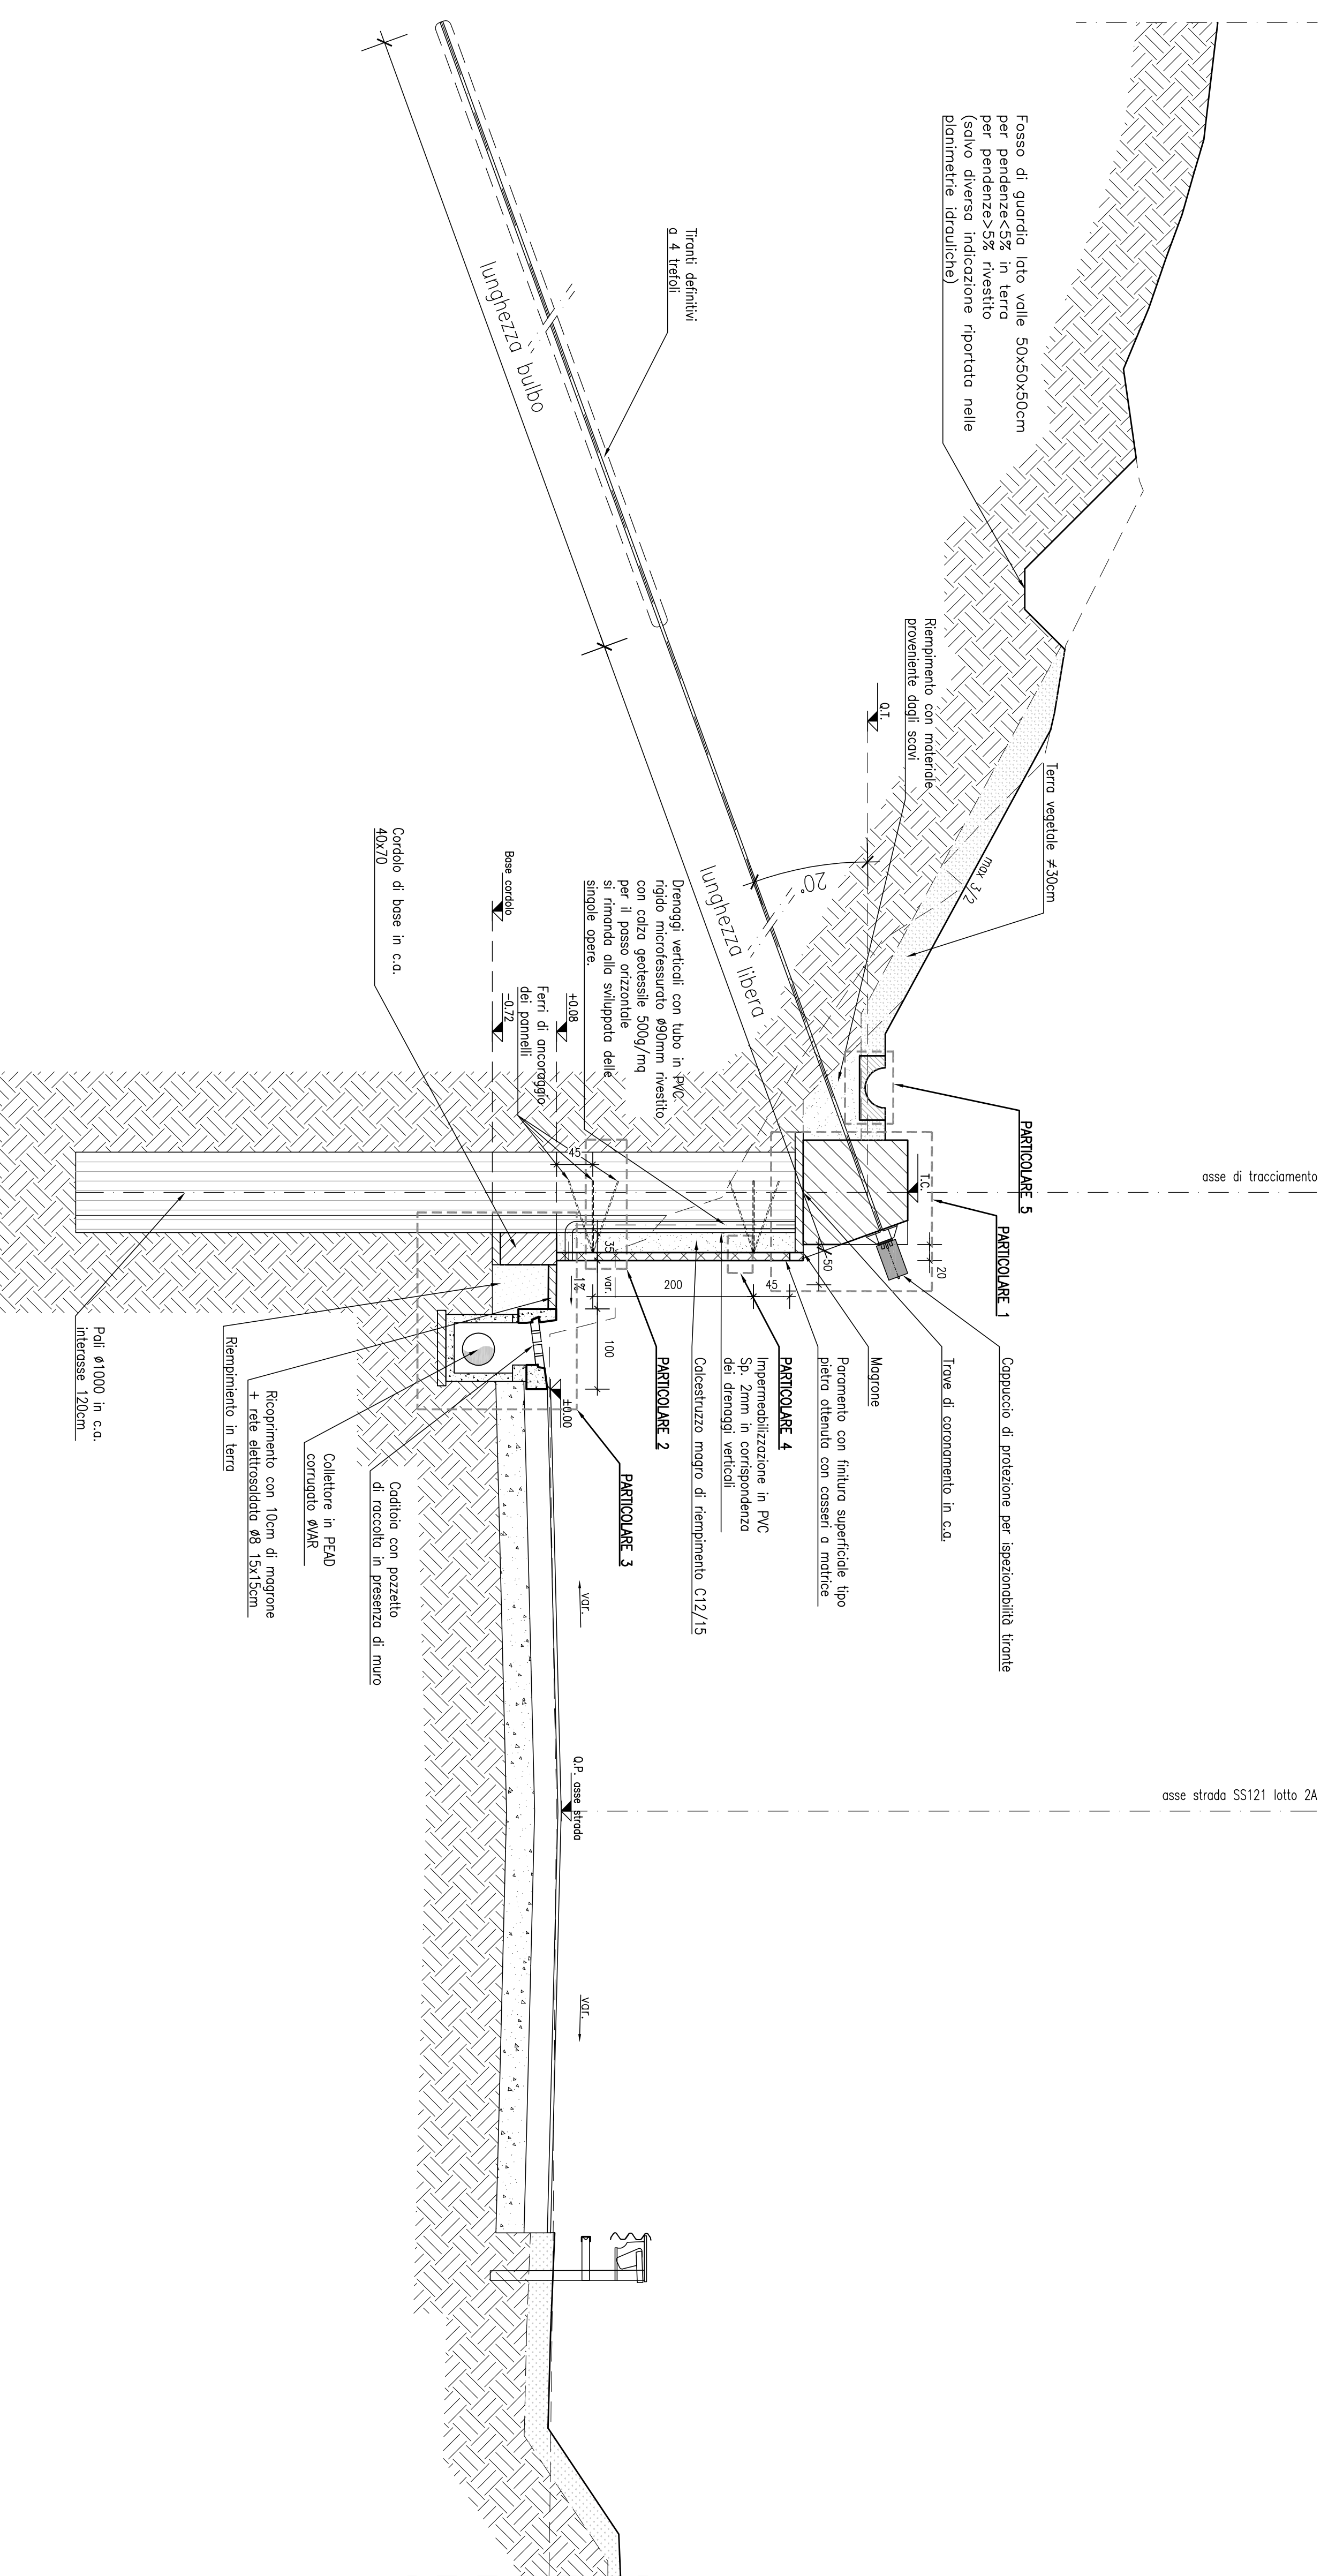 Fosso di guardia lato valle 50x50x50cm
per pendenze<5% in terra
per pendenze>5% rivestito
(salvo diversa indicazione riportata nelle
planimetrie idrauliche)
Tiranti definitivi
a 4 trefoli
lunghezza bulbo
lunghezza libera
20°
Riempimento con materiale
proveniente dagli scavi
Q.T.
Terra vegetale ≠30cm
max 3/2
Drenaggi verticali con tubo in PVC
rigido microfessurato ø90mm rivestito
con calza geotessile 500g/mq
per il passo orizzontale
si rimanda alla sviluppata delle
singole opere.
Ferri di ancoraggio
dei pannelli
Base cordolo
+0.08
-0.72
Cordolo di base in c.a.
40x70
asse di tracciamento
PARTICOLARE 5
PARTICOLARE 1
T.C.
20
50
45
200
45
35
var.
100
1%
±0.00
Cappuccio di protezione per ispezionabilità tirante
Trave di coronamento in c.a.
Magrone
Paramento con finitura superficiale tipo
pietra ottenuta con casseri a matrice
PARTICOLARE 4
Impermeabilizzazione in PVC
Sp. 2mm in corrispondenza
dei drenaggi verticali
Calcestruzzo magro di riempimento C12/15
PARTICOLARE 2
PARTICOLARE 3
Caditoia con pozzetto
di raccolta in presenza di muro
Collettore in PEAD
corrugato øVAR
Ricoprimento con 10cm di magrone
+ rete elettrosaldata ø8 15x15cm
Riempimento in terra
Pali ø1000 in c.a.
interasse 120cm
var.
Q.P. asse strada
asse strada SS121 lotto 2A
var.